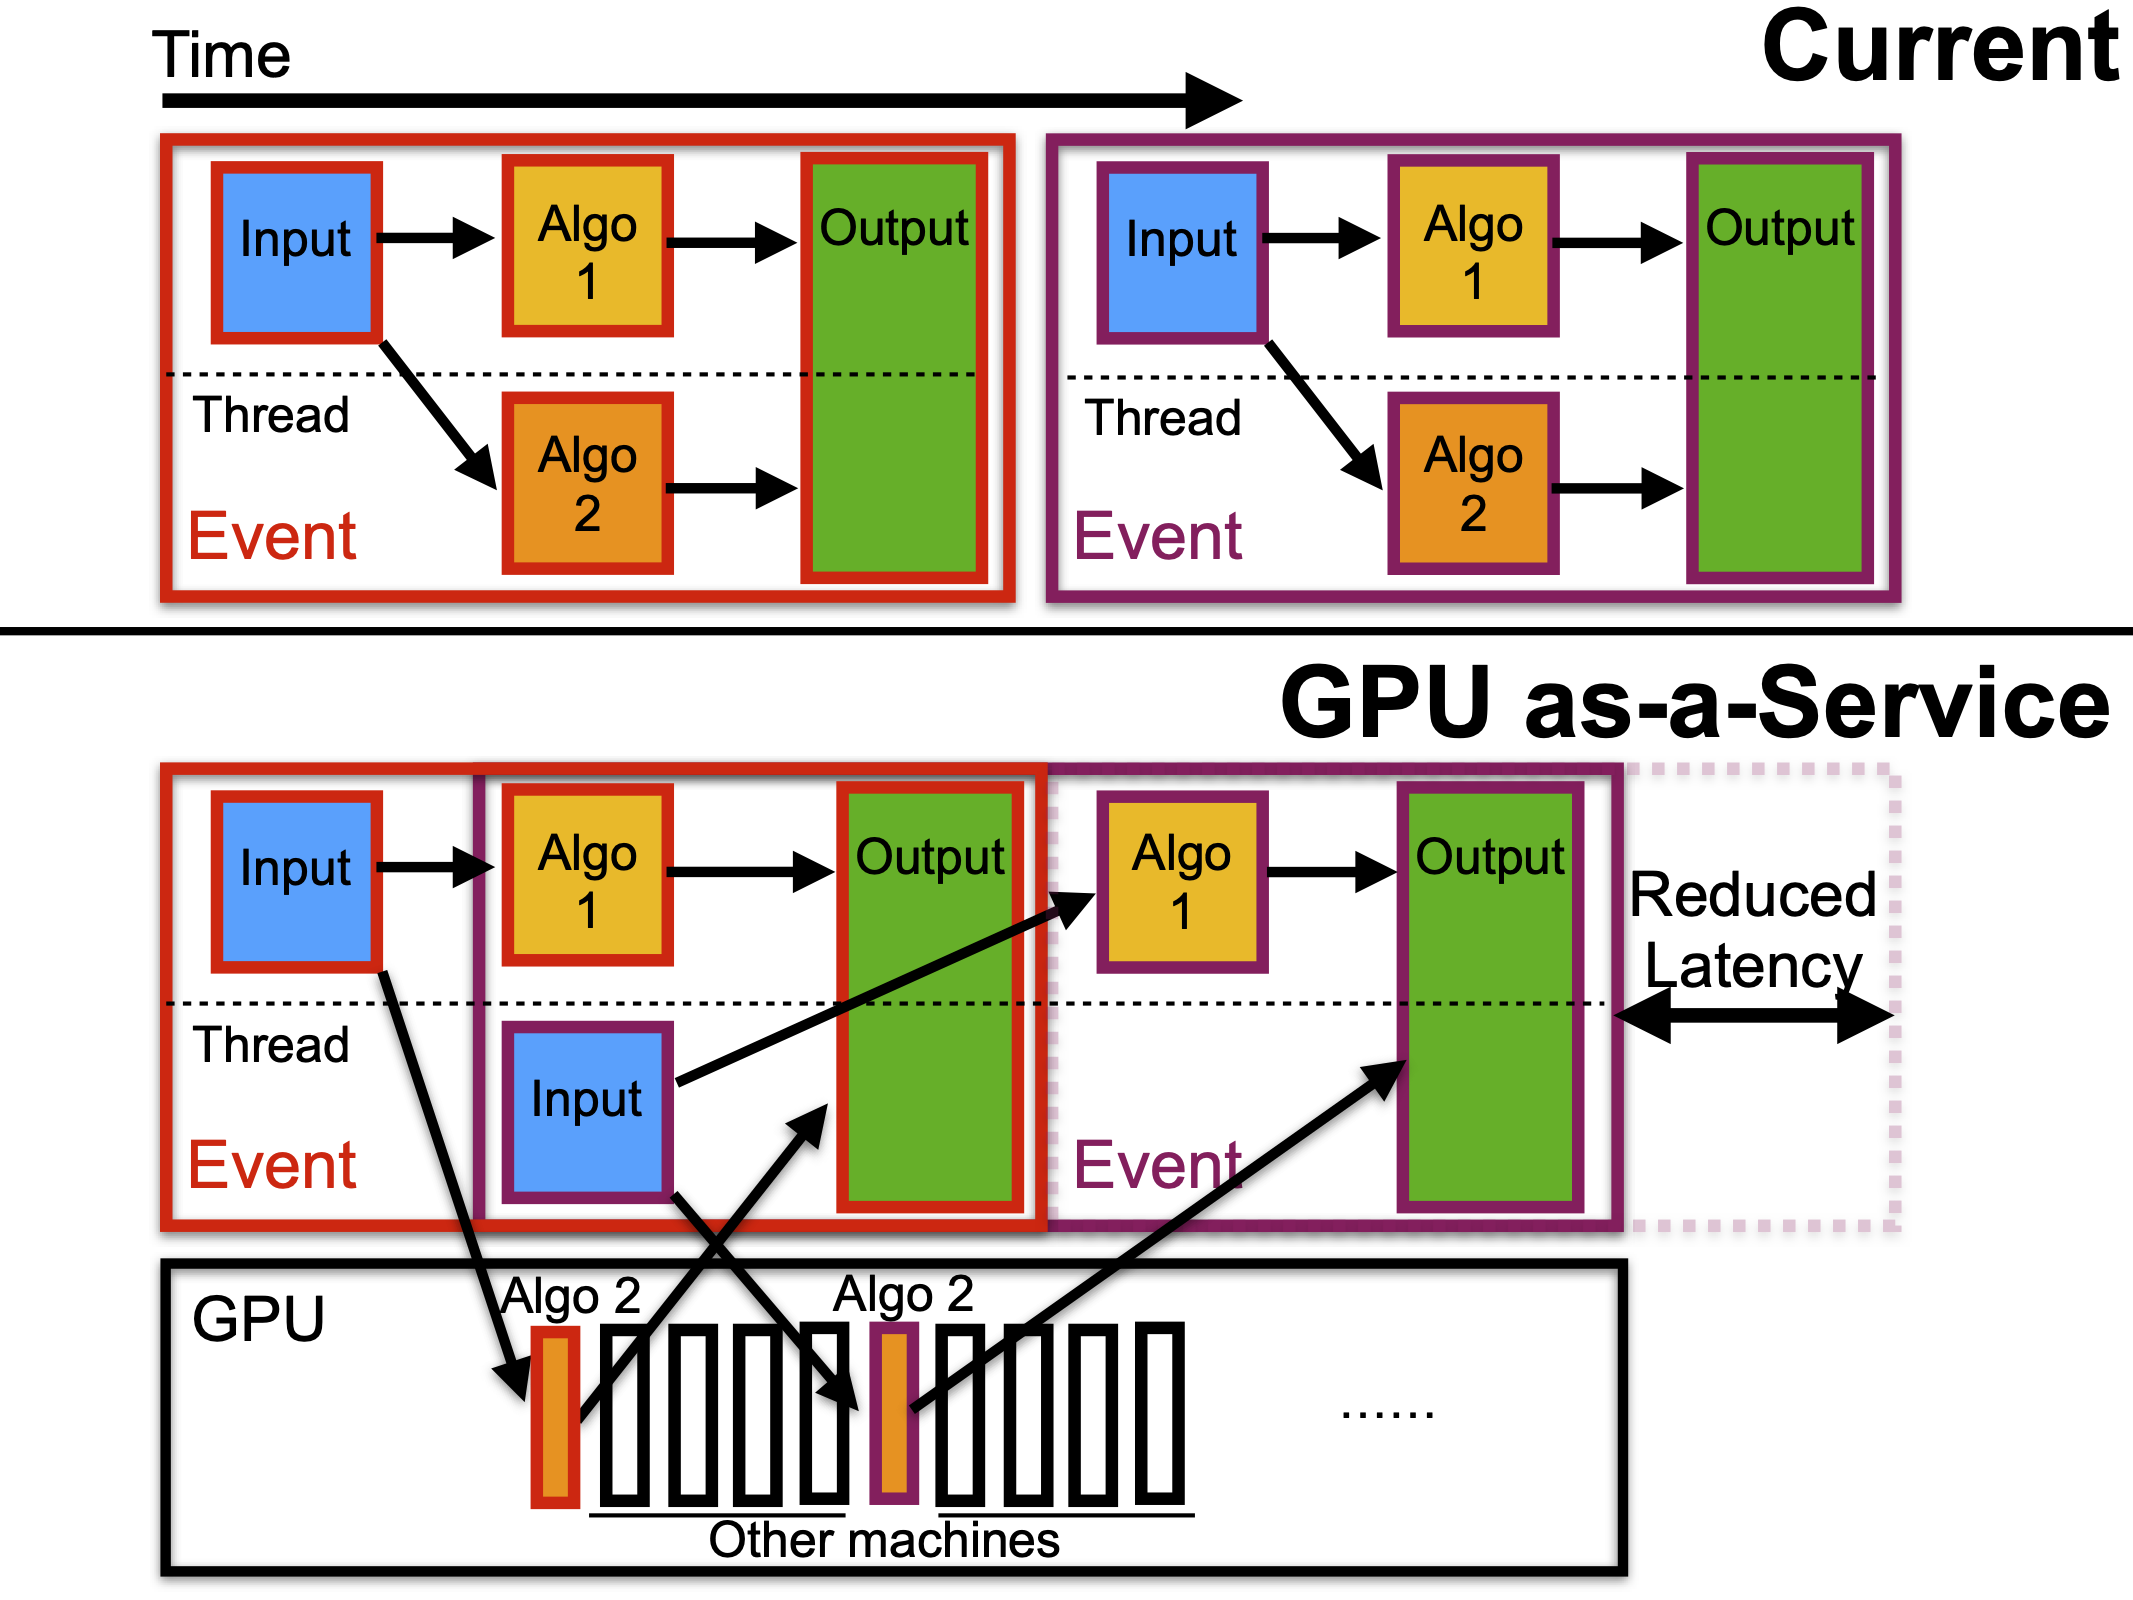 Time
Current
Input
Algo
1
Output
Thread
Algo
2
Event
Input
Algo
1
Output
Thread
Algo
2
Event
GPU as-a-Service
Input
Algo
1
Output
Thread
Input
Event
Algo
1
Output
Event
Reduced
Latency
GPU
Algo 2
Algo 2
......
Other machines